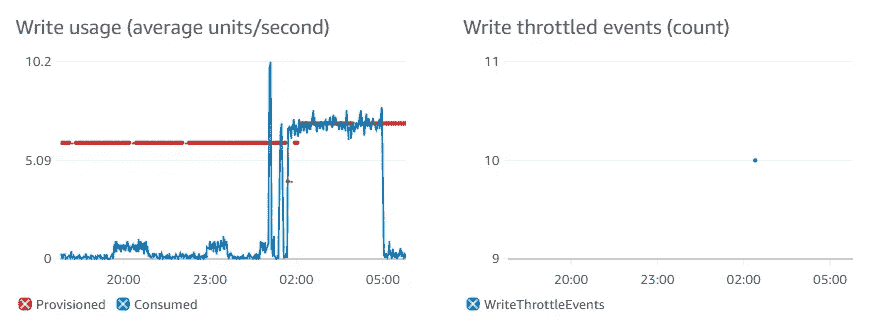 Write usage (average units/second)
10.2
5.09
0
20:00 23:00 02:00 05:00
Provisioned Consumed
Write throttled events (count)
11
10
9
20:00 23:00 02:00 05:00
WriteThrottleEvents